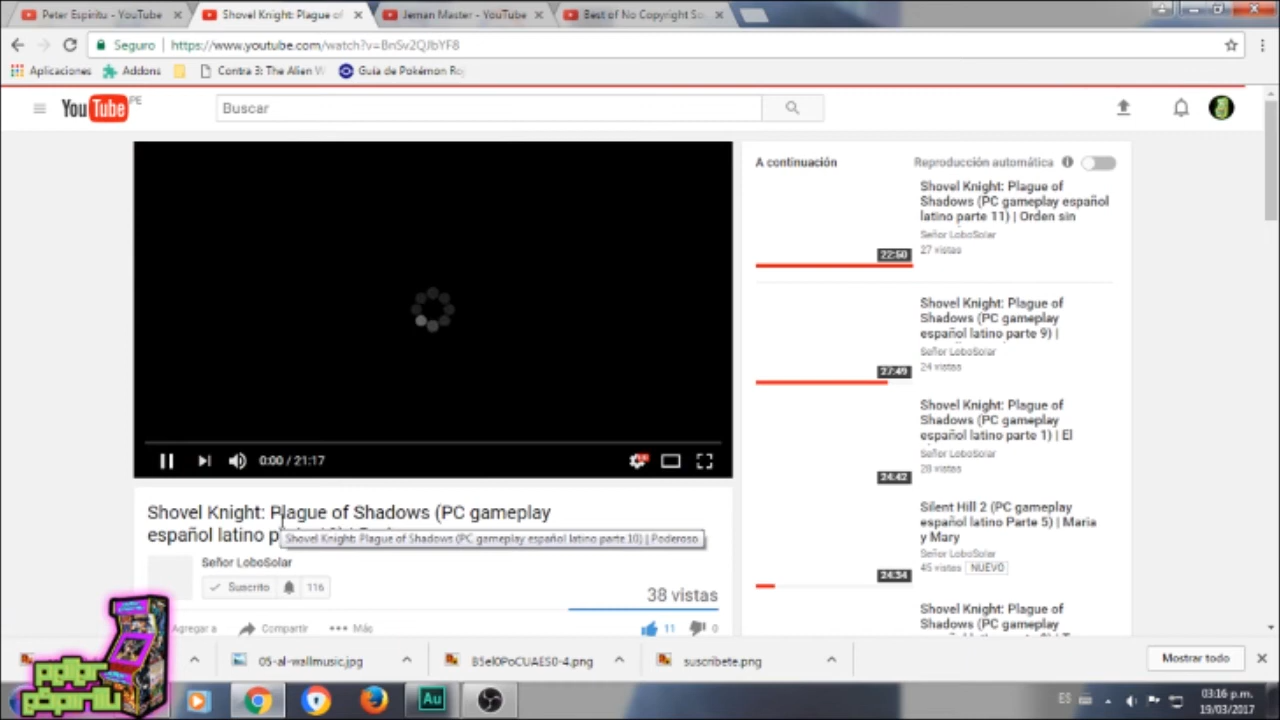 Peter Espiritu - YouTube
Shovel Knight: Plague of
Jeman Master - YouTube
Best of No Copyright So
Seguro
https://www.youtube.com/watch?v=BnSv2QJbYF8
Aplicaciones
Addons
Contra 3: The Alien W
Guía de Pokémon Roj
YouTube PE
Buscar
A continuación
Reproducción automática
Shovel Knight: Plague of
Shadows (PC gameplay español
latino parte 11) | Orden sin
Señor LoboSolar
27 vistas
22:50
Shovel Knight: Plague of
Shadows (PC gameplay
español latino parte 9) |
Señor LoboSolar
24 vistas
27:49
Shovel Knight: Plague of
Shadows (PC gameplay
español latino parte 1) | El
Señor LoboSolar
28 vistas
24:42
Silent Hill 2 (PC gameplay
español latino Parte 5) | Maria
y Mary
Señor LoboSolar
45 vistas NUEVO
24:34
Shovel Knight: Plague of
Shadows (PC gameplay
0:00 / 21:17
Shovel Knight: Plague of Shadows (PC gameplay
español latino p
Shovel Knight: Plague of Shadows (PC gameplay español latino parte 10) | Poderoso
Señor LoboSolar
Suscrito 116
38 vistas
Agregar a
Compartir
Más
11
0
05-al-wallmusic.jpg
B5el0PoCUAES0-4.png
suscribete.png
Mostrar todo
peter
espiritu
Au
ES
03:16 p.m.
19/03/2017